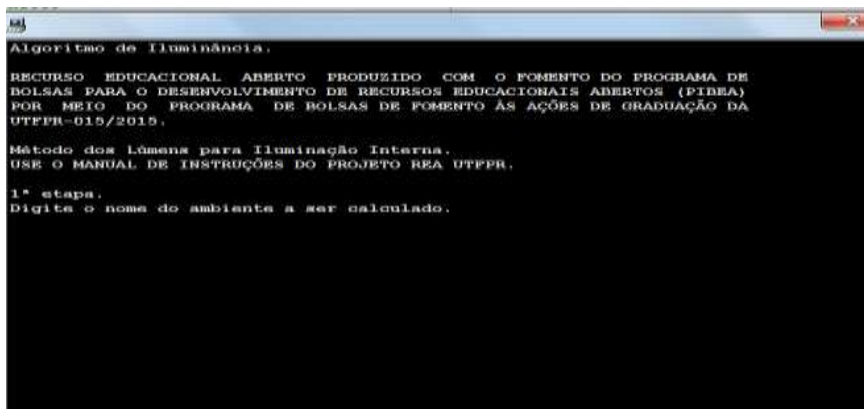 Algoritmo de Iluminância.
RECURSO EDUCACIONAL ABERTO PRODUZIDO COM O FOMENTO DO PROGRAMA DE
BOLSAS PARA O DESENVOLVIMENTO DE RECURSOS EDUCACIONAIS ABERTOS (PIBEA)
POR MEIO DO PROGRAMA DE BOLSAS DE FOMENTO ÀS AÇÕES DE GRADUAÇÃO DA
UTFPR-015/2015.
Método dos Lúmens para Iluminação Interna.
USE O MANUAL DE INSTRUÇÕES DO PROJETO REA UTFPR.
1ª etapa.
Digite o nome do ambiente a ser calculado.